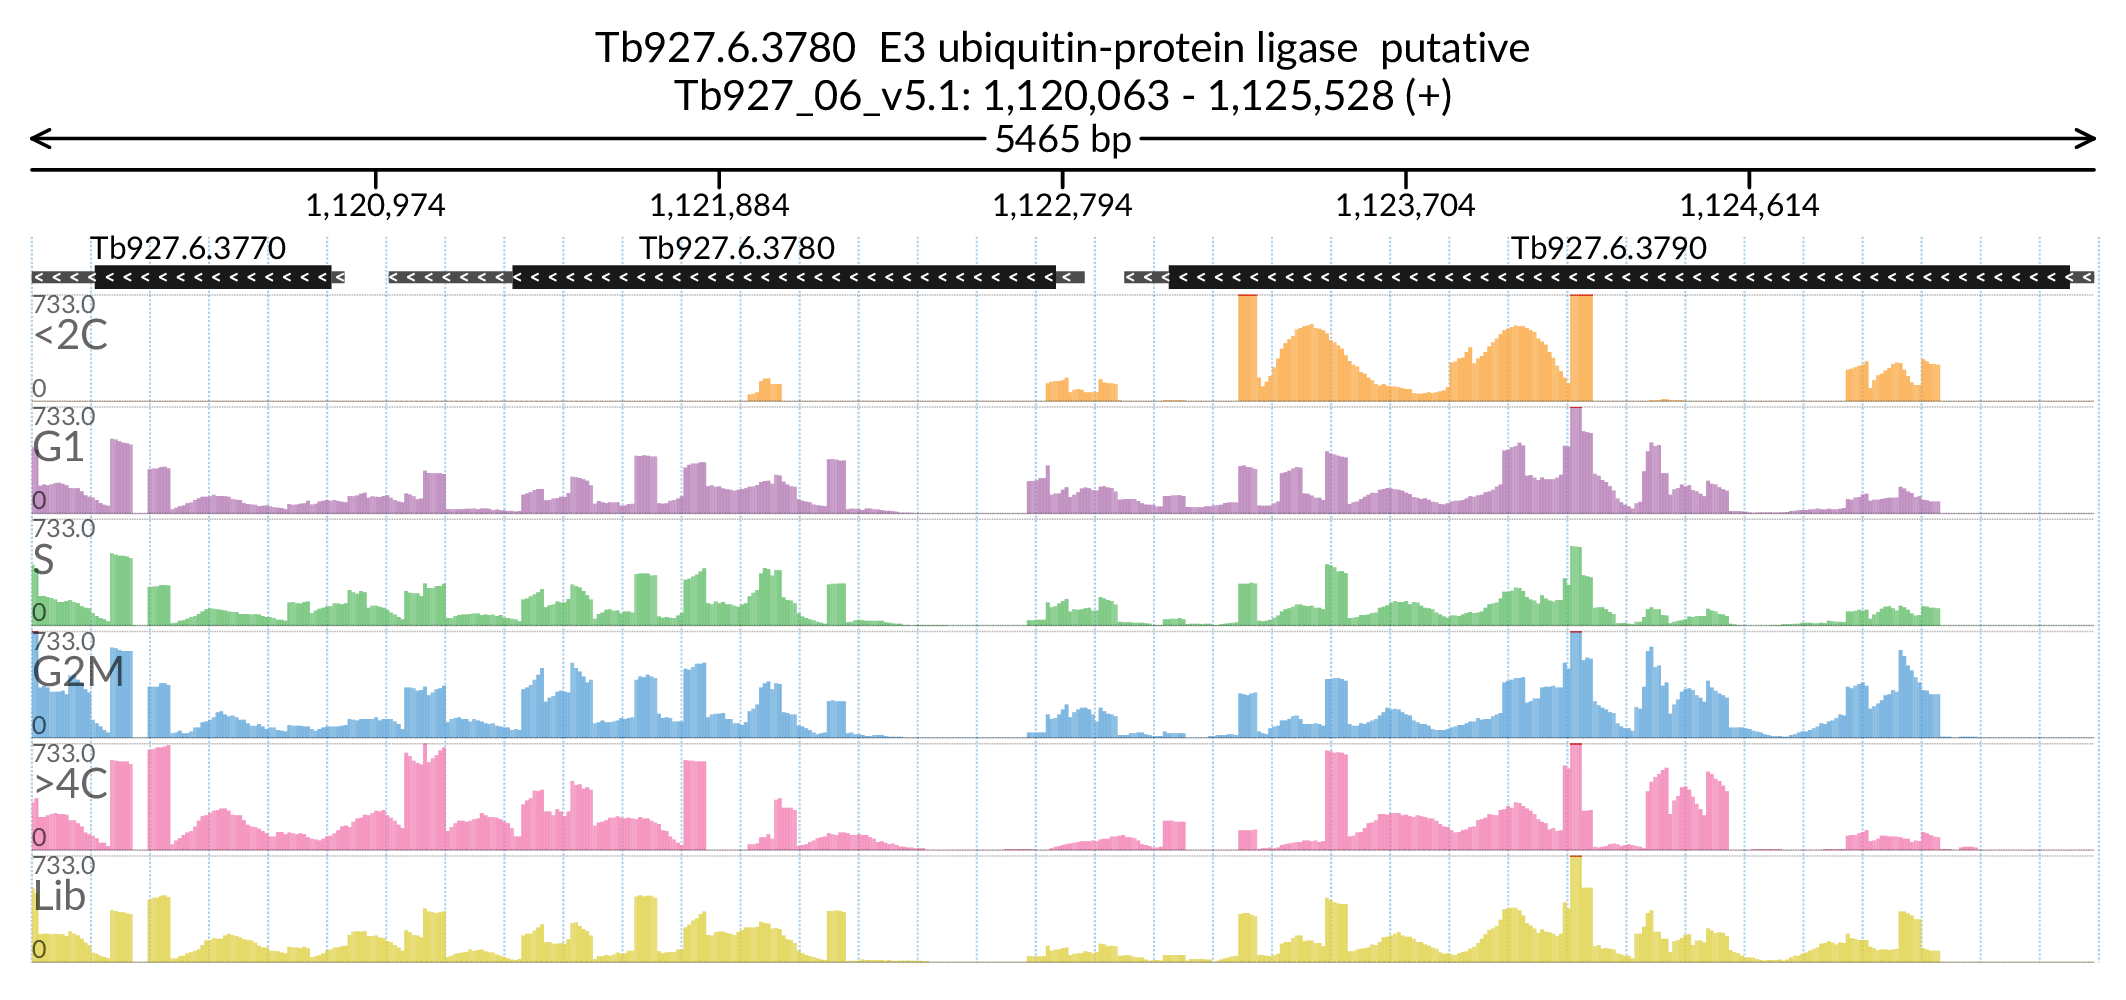 Tb927.6.3780 E3 ubiquitin-protein ligase putative
Tb927_06_v5.1: 1,120,063 - 1,125,528 (+)
5465 bp
1,120,974 1,121,884 1,122,794 1,123,704 1,124,614
Tb927.6.3770 Tb927.6.3780 Tb927.6.3790
733.0
<2C
0
733.0
G1
0
733.0
S
0
733.0
G2M
0
733.0
>4C
0
733.0
Lib
0